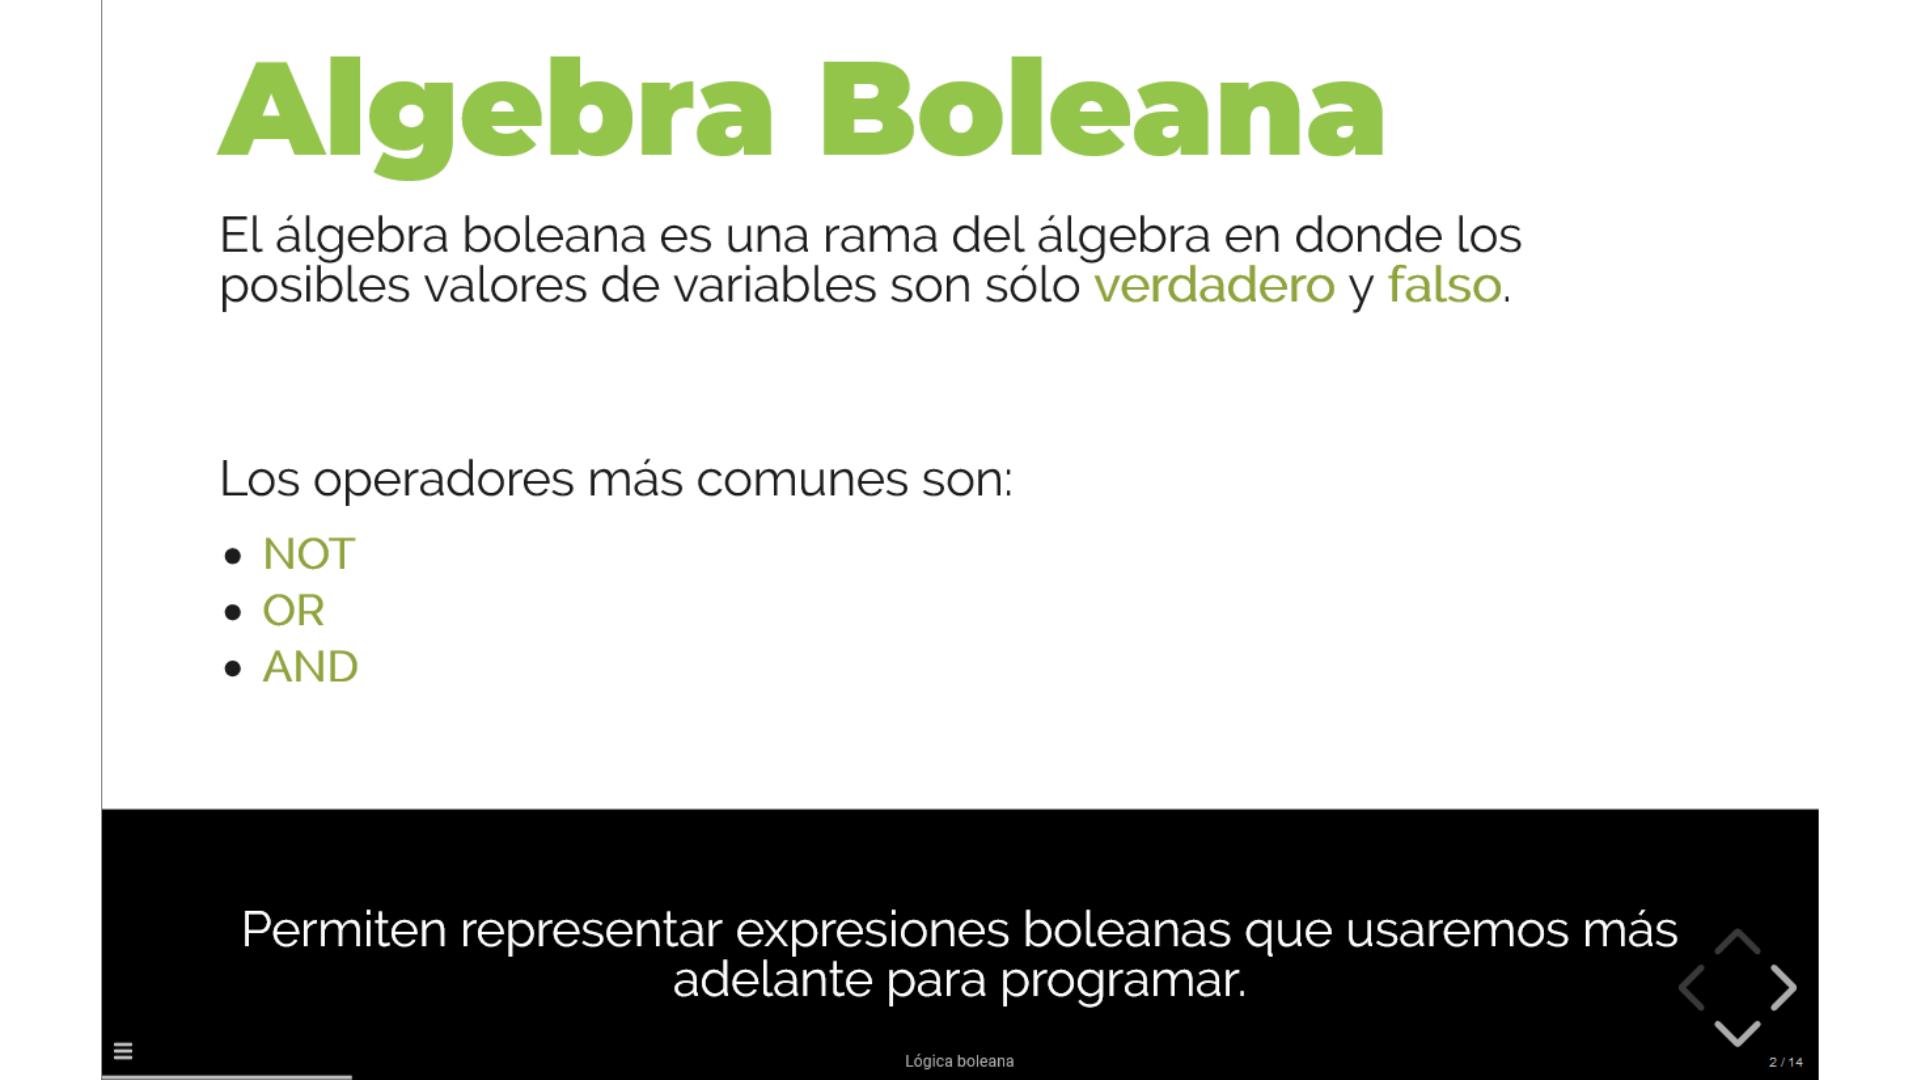 Algebra Boleana
El álgebra boleana es una rama del álgebra en donde los
posibles valores de variables son sólo verdadero y falso.
Los operadores más comunes son:
• NOT
• OR
• AND
Permiten representar expresiones boleanas que usaremos más
adelante para programar.
Lógica boleana
2 / 14